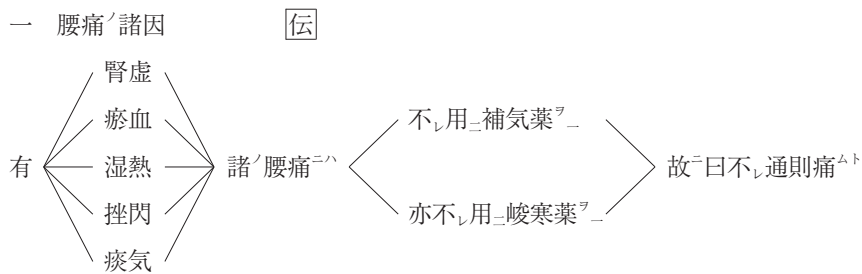 一　腰痛ノ諸因　伝
腎虚
瘀血
有　湿熱　諸ノ腰痛ニハ
挫閃
痰気
不レ用二補気薬ヲ一
亦不レ用二峻寒薬ヲ一
故ニ曰不レ通則痛ムト